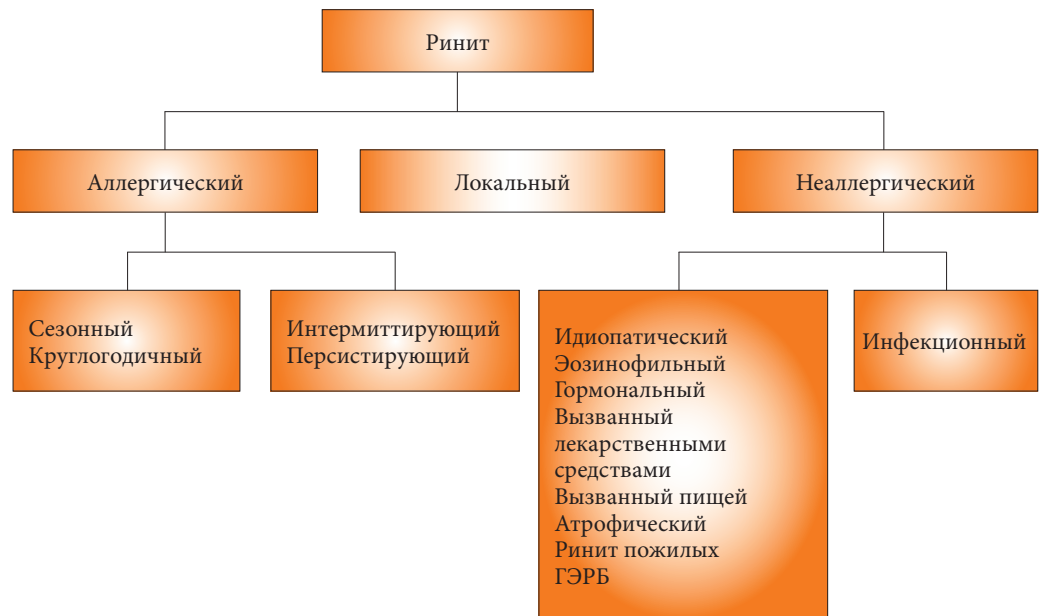 Ринит
Аллергический
Локальный
Неаллергический
Сезонный
Круглогодичный
Интермиттирующий
Персистирующий
Идиопатический
Эозинофильный
Гормональный
Вызванный
лекарственными
средствами
Вызванный пищей
Атрофический
Ринит пожилых
ГЭРБ
Инфекционный